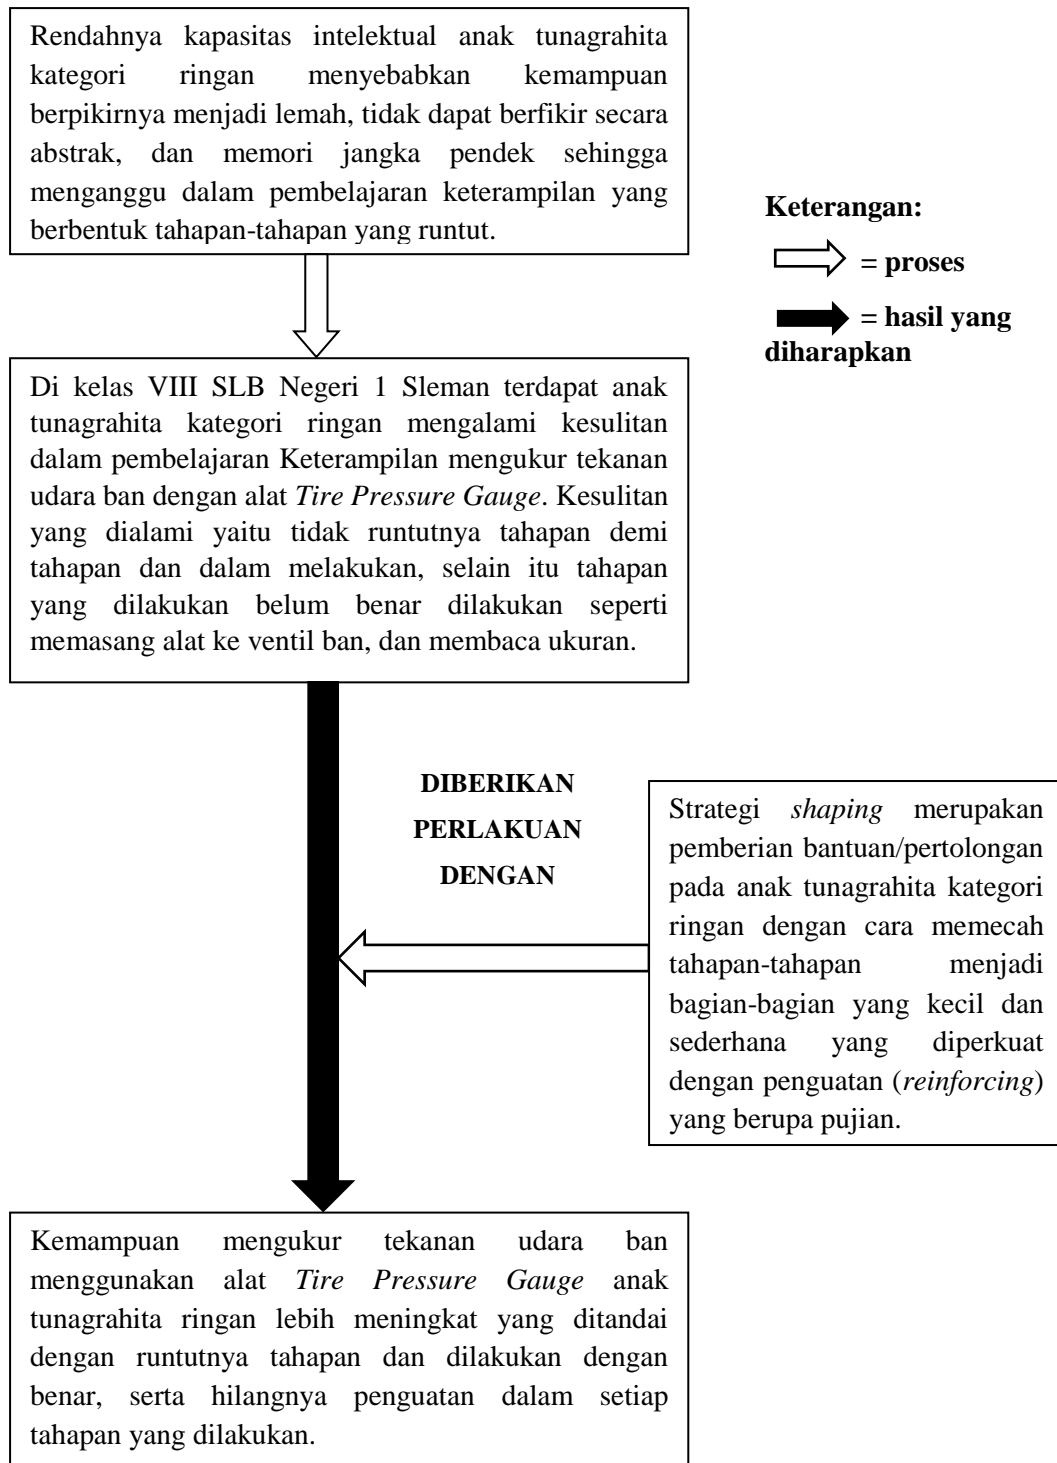 Rendahnya kapasitas intelektual anak tunagrahita
kategori ringan menyebabkan kemampuan
berpikirnya menjadi lemah, tidak dapat berfikir secara
abstrak, dan memori jangka pendek sehingga
menganggu dalam pembelajaran keterampilan yang
berbentuk tahapan-tahapan yang runtut.
Keterangan:
= proses
= hasil yang
diharapkan
Di kelas VIII SLB Negeri 1 Sleman terdapat anak
tunagrahita kategori ringan mengalami kesulitan
dalam pembelajaran Keterampilan mengukur tekanan
udara ban dengan alat Tire Pressure Gauge. Kesulitan
yang dialami yaitu tidak runtutnya tahapan demi
tahapan dan dalam melakukan, selain itu tahapan
yang dilakukan belum benar dilakukan seperti
memasang alat ke ventil ban, dan membaca ukuran.
DIBERIKAN
PERLAKUAN
DENGAN
Strategi shaping merupakan
pemberian bantuan/pertolongan
pada anak tunagrahita kategori
ringan dengan cara memecah
tahapan-tahapan menjadi
bagian-bagian yang kecil dan
sederhana yang diperkuat
dengan penguatan (reinforcing)
yang berupa pujian.
Kemampuan mengukur tekanan udara ban
menggunakan alat Tire Pressure Gauge anak
tunagrahita ringan lebih meningkat yang ditandai
dengan runtutnya tahapan dan dilakukan dengan
benar, serta hilangnya penguatan dalam setiap
tahapan yang dilakukan.